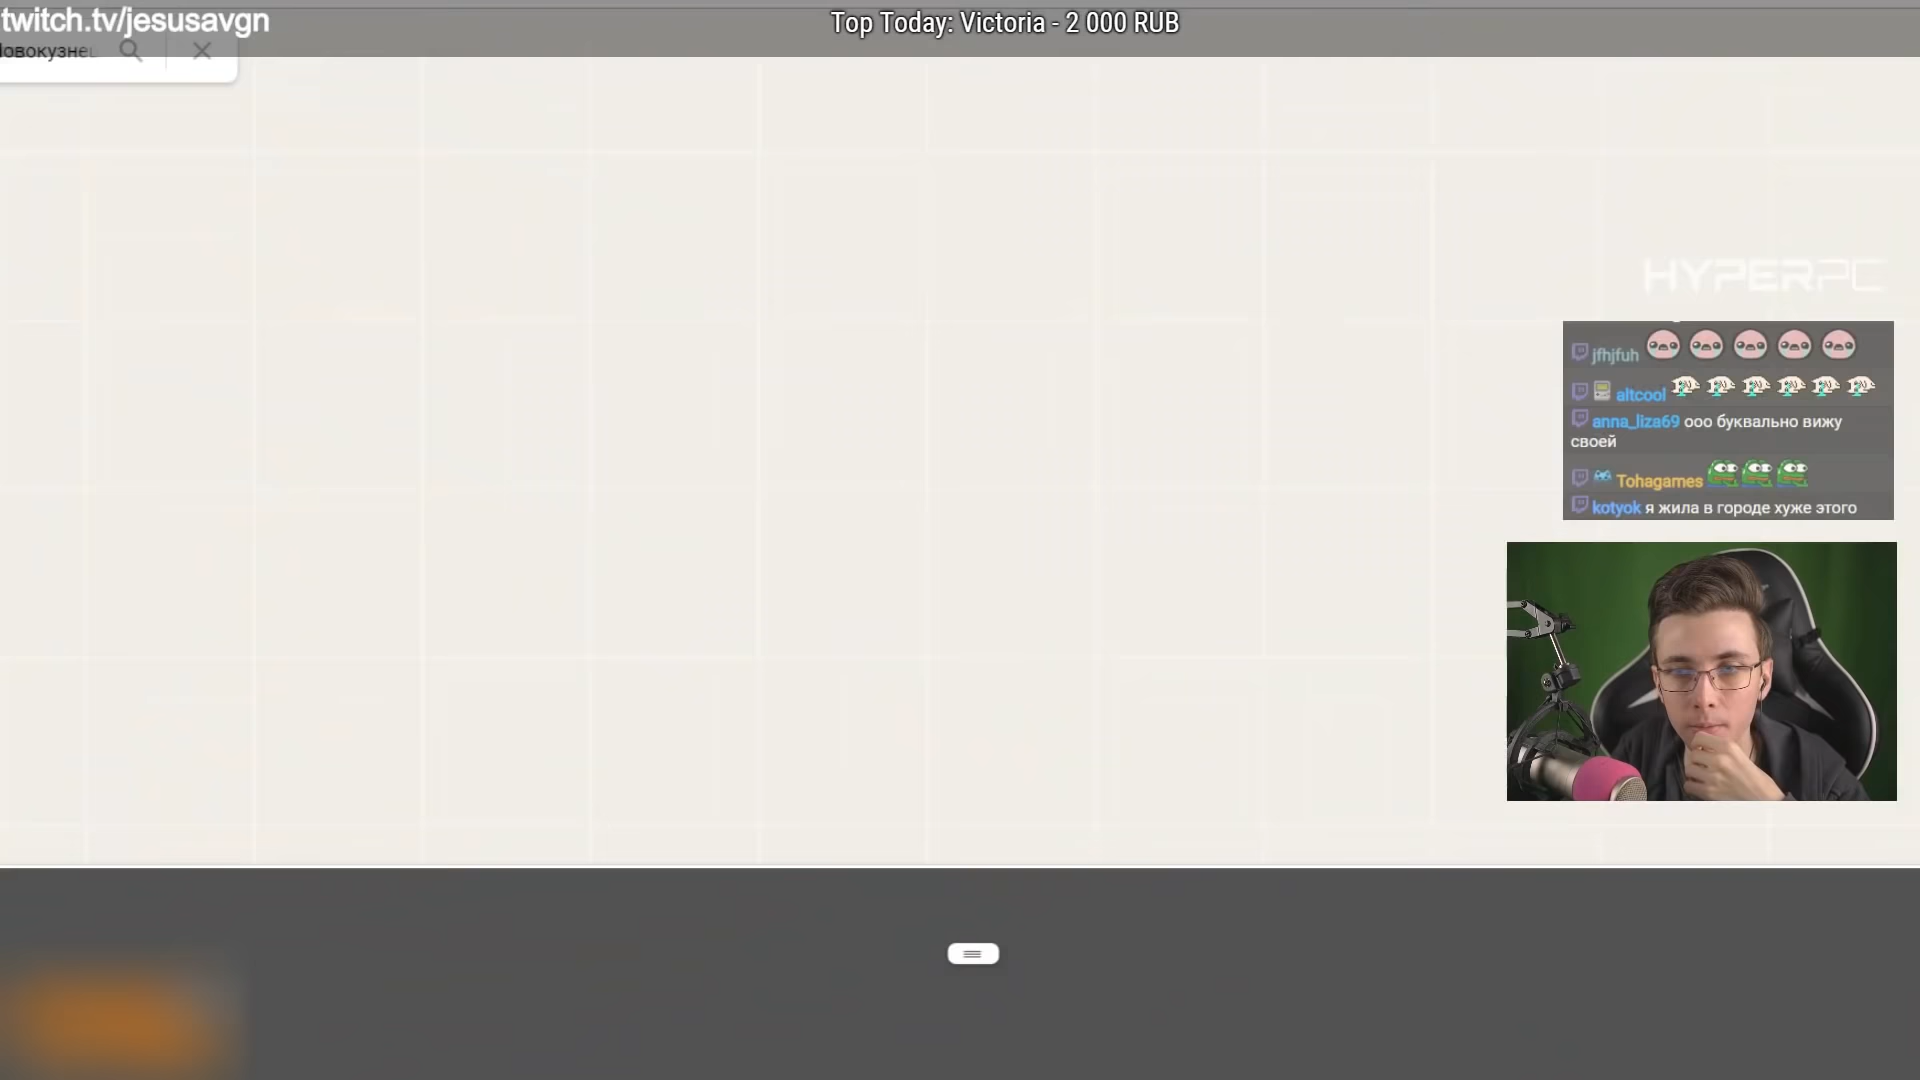 twitch.tv/jesusavgn
Top Today: Victoria - 2 000 RUB
HYPERPC
jfhjfuh
altcool
anna_liza69 ооо буквально вижу
своей
Tohagames
kotyok я жила в городе хуже этого